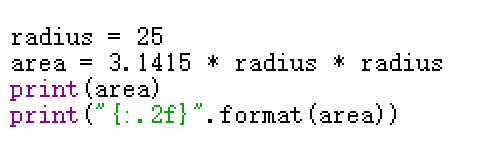 radius = 25
area = 3.1415 * radius * radius
print(area)
print("{:.2f}".format(area))